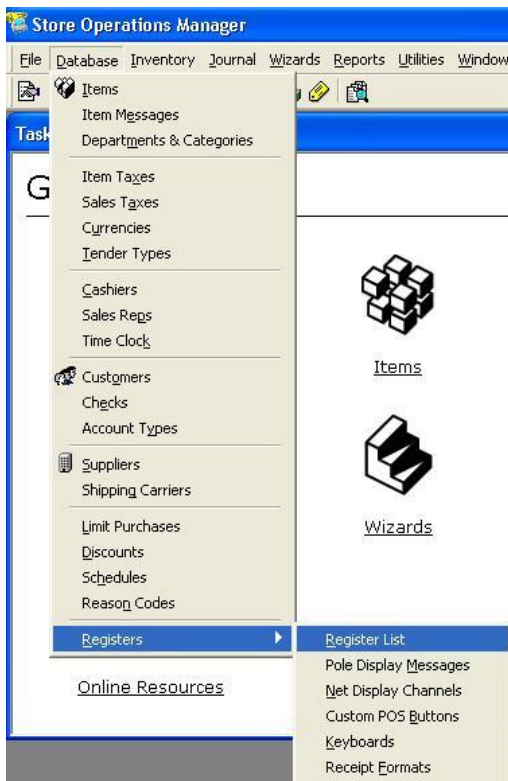 Store Operations Manager
File Database Inventory Journal Wizards Reports Utilities Window
Task
G
Items
Item Messages
Departments & Categories
Item Taxes
Sales Taxes
Currencies
Tender Types
Cashiers
Sales Reps
Time Clock
Customers
Checks
Account Types
Suppliers
Shipping Carriers
Limit Purchases
Discounts
Schedules
Reason Codes
Registers
Items
Wizards
Online Resources
Register List
Pole Display Messages
Net Display Channels
Custom POS Buttons
Keyboards
Receipt Formats